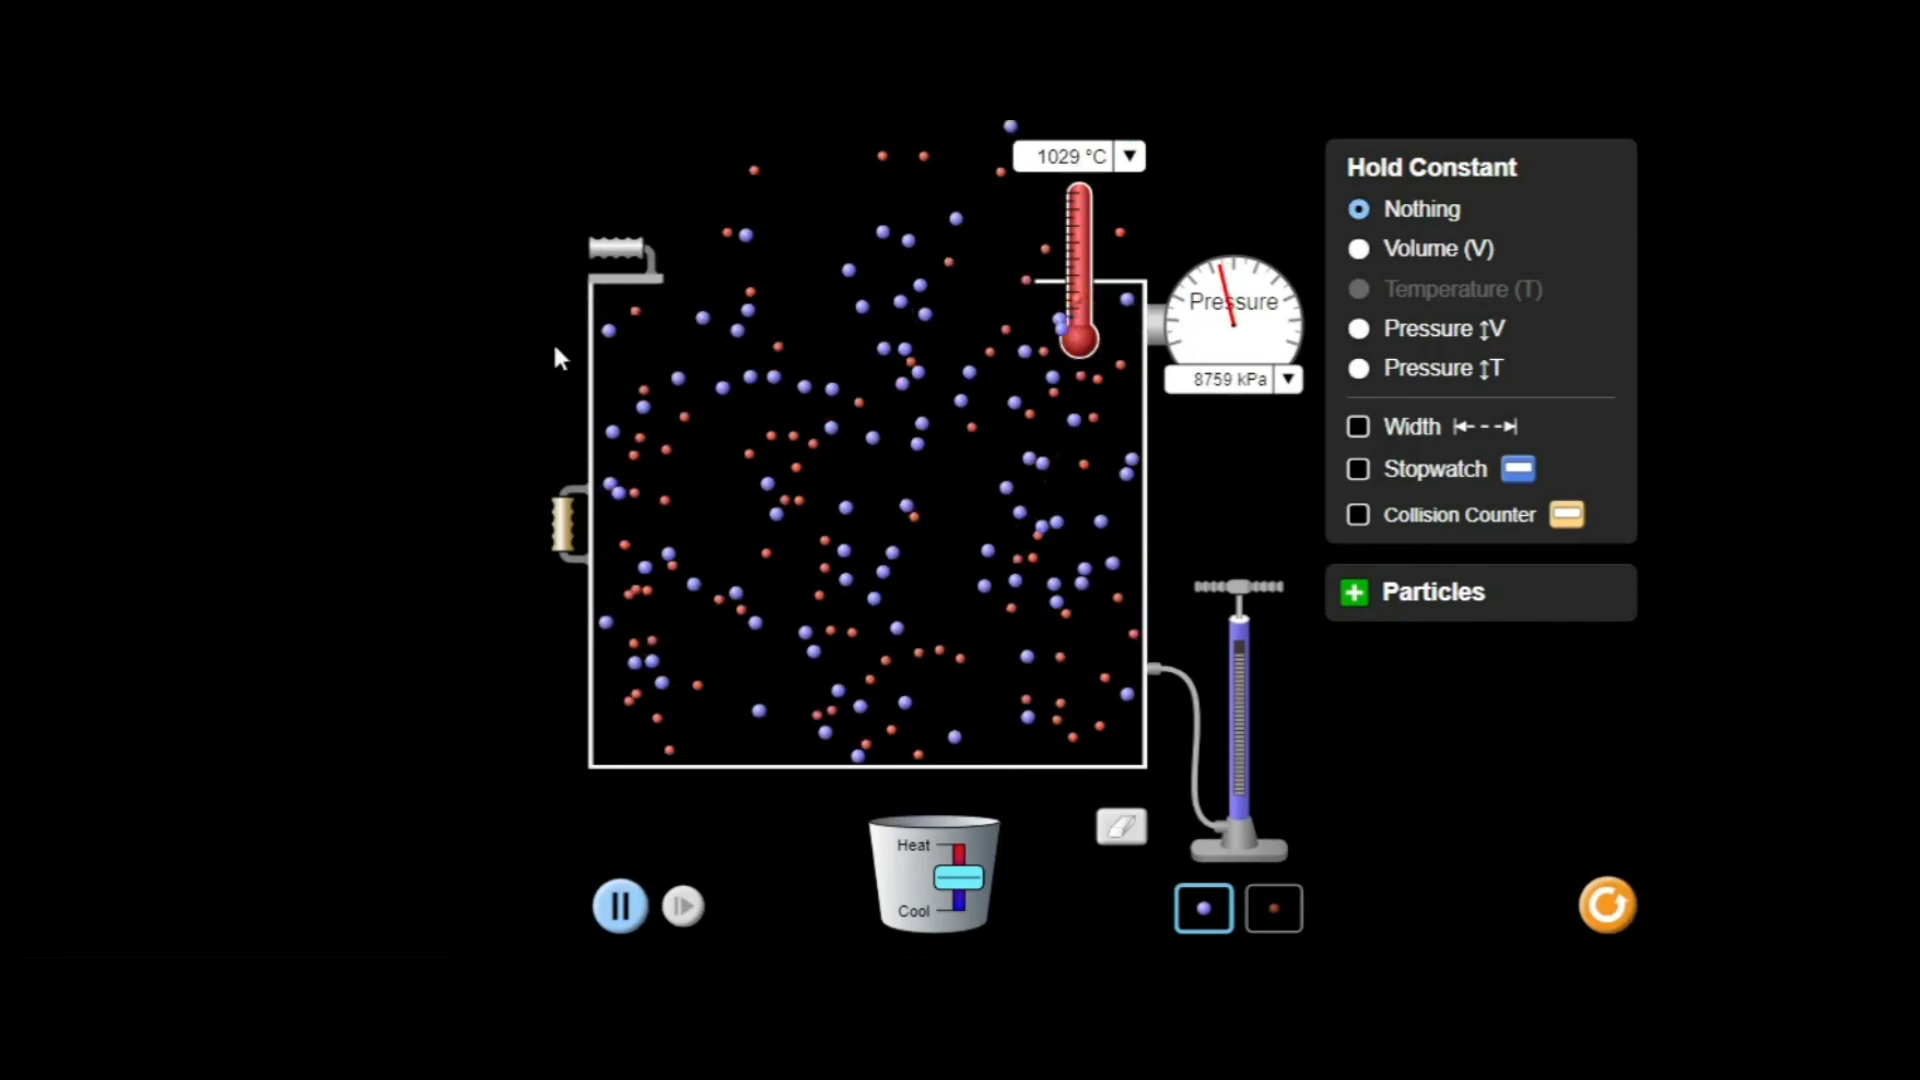 1029 °C
Pressure
8759 kPa
Hold Constant
Nothing
Volume (V)
Temperature (T)
Pressure ↕V
Pressure ↕T
Width
Stopwatch
Collision Counter
Particles
Heat
Cool